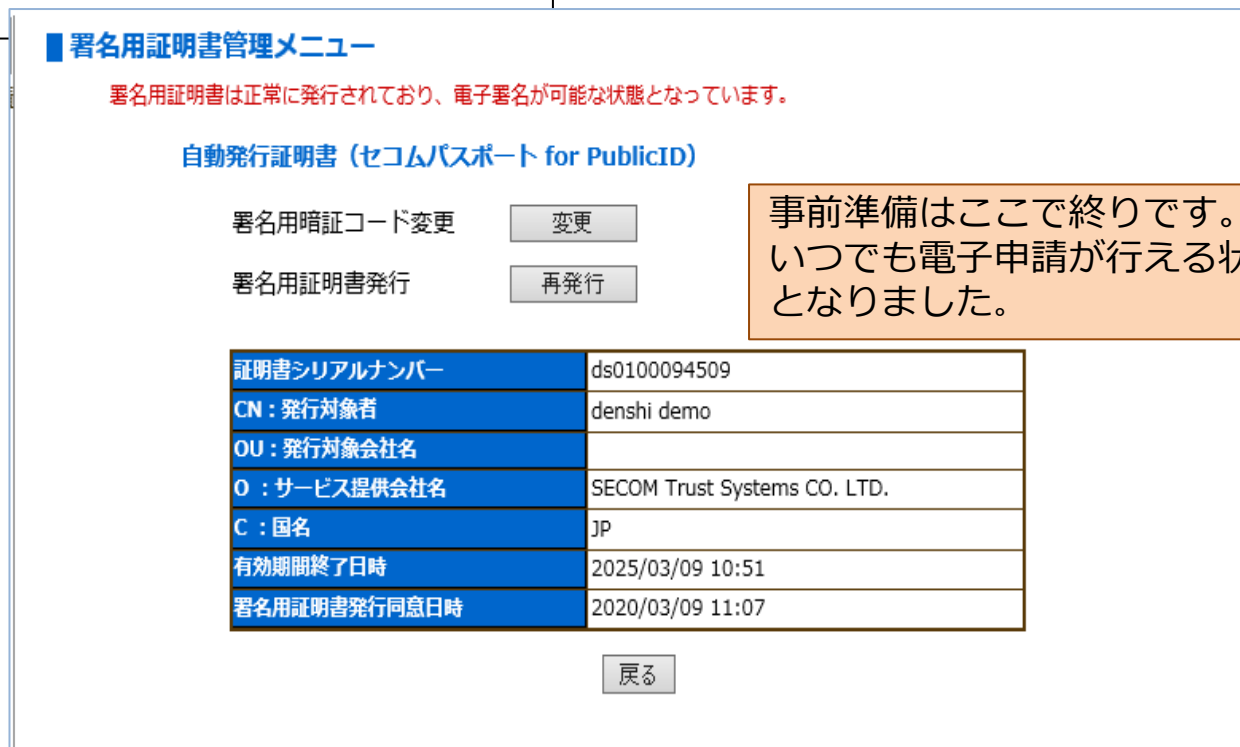 ■署名用証明書管理メニュー
署名用証明書は正常に発行されており、電子署名が可能な状態となっています。
自動発行証明書（セコムパスポート for PublicID）
署名用暗証コード変更 変更
署名用証明書発行 再発行
事前準備はここで終りです。
いつでも電子申請が行える状
となりました。
証明書シリアルナンバー ds0100094509
CN：発行対象者 denshi demo
OU：発行対象会社名
O ：サービス提供会社名 SECOM Trust Systems CO. LTD.
C ：国名 JP
有効期間終了日時 2025/03/09 10:51
署名用証明書発行同意日時 2020/03/09 11:07
戻る